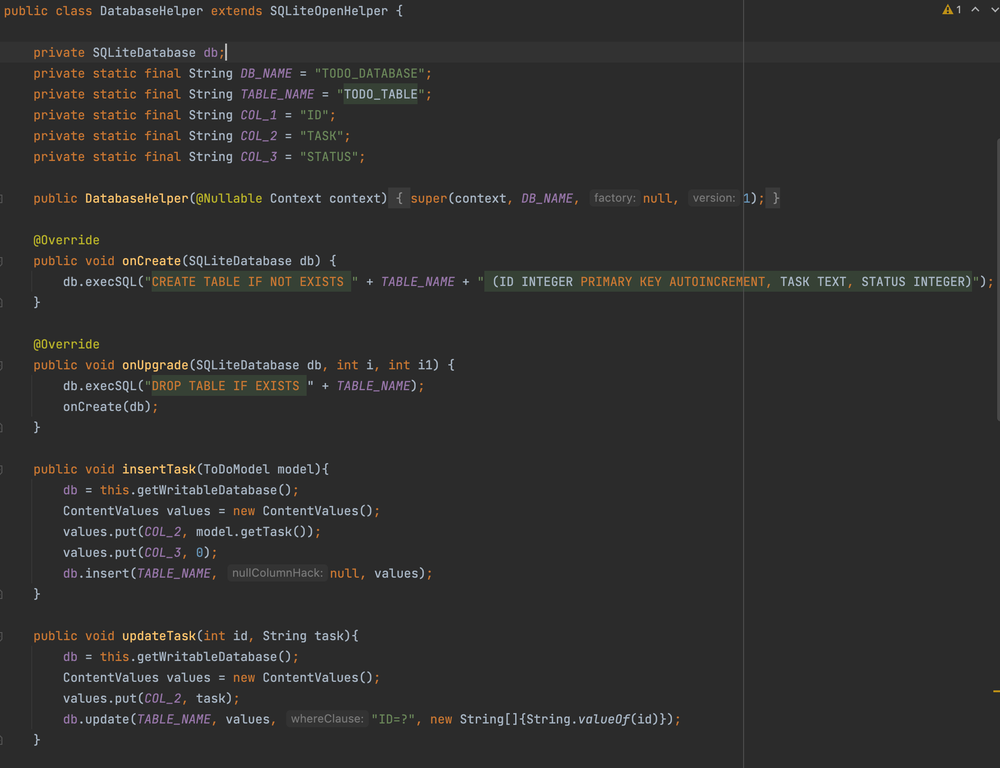 public class DatabaseHelper extends SQLiteOpenHelper {
1
private SQLiteDatabase db;
private static final String DB_NAME = "TODO_DATABASE";
private static final String TABLE_NAME = "TODO_TABLE";
private static final String COL_1 = "ID";
private static final String COL_2 = "TASK";
private static final String COL_3 = "STATUS";
public DatabaseHelper(@Nullable Context context) { super(context, DB_NAME, factory: null, version: 1); }
@Override
public void onCreate(SQLiteDatabase db) {
db.execSQL("CREATE TABLE IF NOT EXISTS " + TABLE_NAME + " (ID INTEGER PRIMARY KEY AUTOINCREMENT, TASK TEXT, STATUS INTEGER)");
}
@Override
public void onUpgrade(SQLiteDatabase db, int i, int i1) {
db.execSQL("DROP TABLE IF EXISTS " + TABLE_NAME);
onCreate(db);
}
public void insertTask(ToDoModel model){
db = this.getWritableDatabase();
ContentValues values = new ContentValues();
values.put(COL_2, model.getTask());
values.put(COL_3, 0);
db.insert(TABLE_NAME, nullColumnHack: null, values);
}
public void updateTask(int id, String task){
db = this.getWritableDatabase();
ContentValues values = new ContentValues();
values.put(COL_2, task);
db.update(TABLE_NAME, values, whereClause: "ID=?", new String[]{String.valueOf(id)});
}